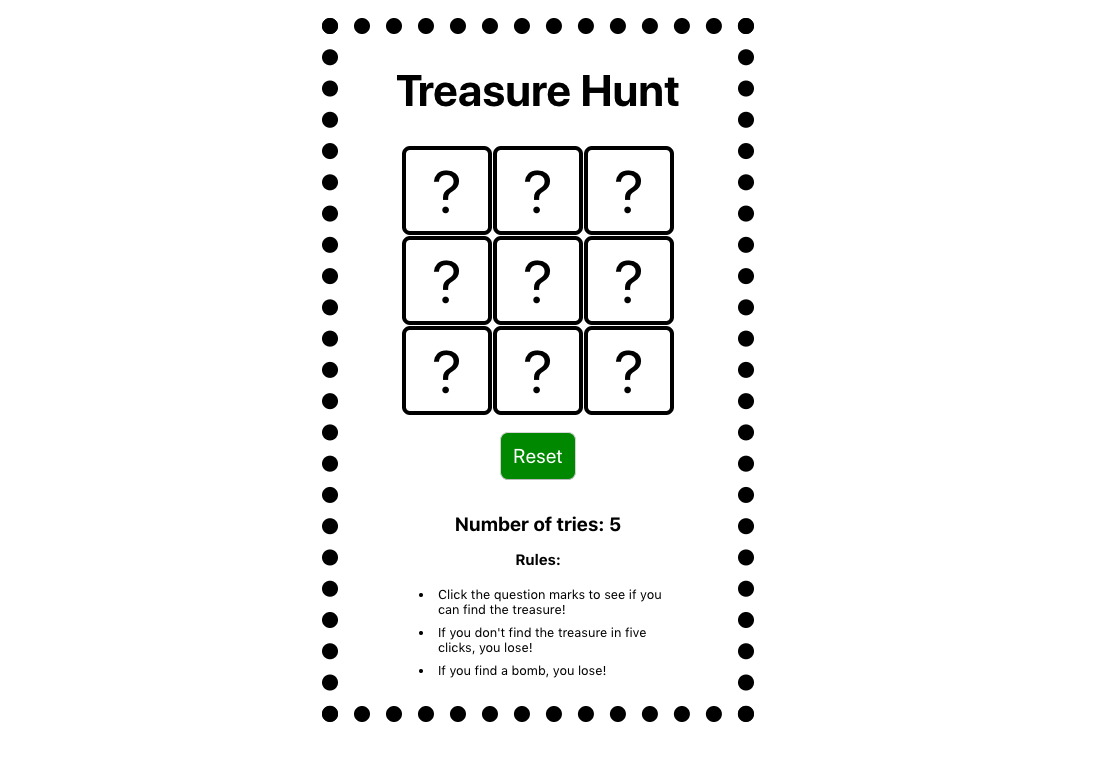 Treasure Hunt
? ? ?
? ? ?
? ? ?
Reset
Number of tries: 5
Rules:
• Click the question marks to see if you
can find the treasure!
• If you don't find the treasure in five
clicks, you lose!
• If you find a bomb, you lose!